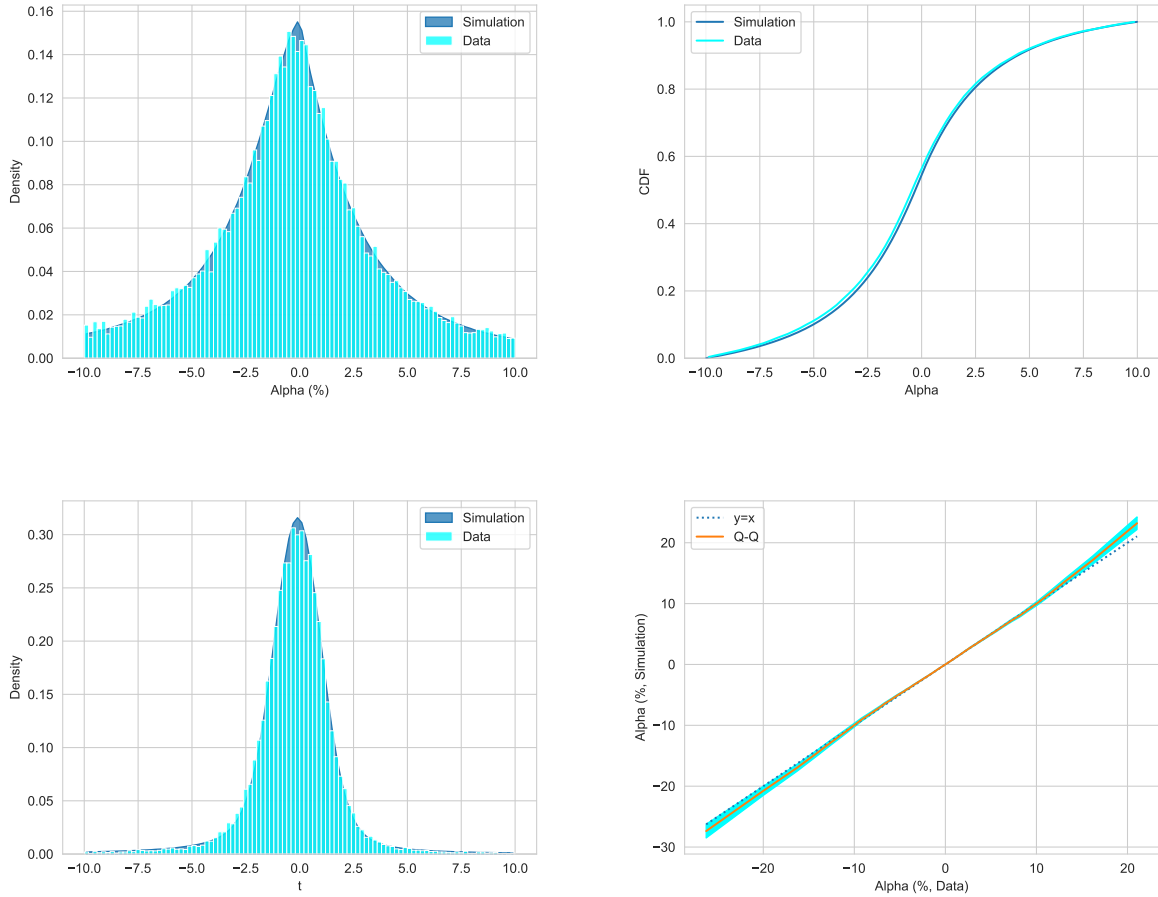 0.16
0.14
0.12
0.10
0.08
0.06
0.04
0.02
0.00
Density
−10.0 −7.5 −5.0 −2.5 0.0 2.5 5.0 7.5 10.0
Alpha (%)
Simulation
Data
1.0
0.8
0.6
0.4
0.2
0.0
CDF
−10.0 −7.5 −5.0 −2.5 0.0 2.5 5.0 7.5 10.0
Alpha
Simulation
Data
0.30
0.25
0.20
0.15
0.10
0.05
0.00
Density
−10.0 −7.5 −5.0 −2.5 0.0 2.5 5.0 7.5 10.0
t
Simulation
Data
20
10
0
−10
−20
−30
Alpha (%, Simulation)
−20 −10 0 10 20
Alpha (%, Data)
y=x
Q-Q